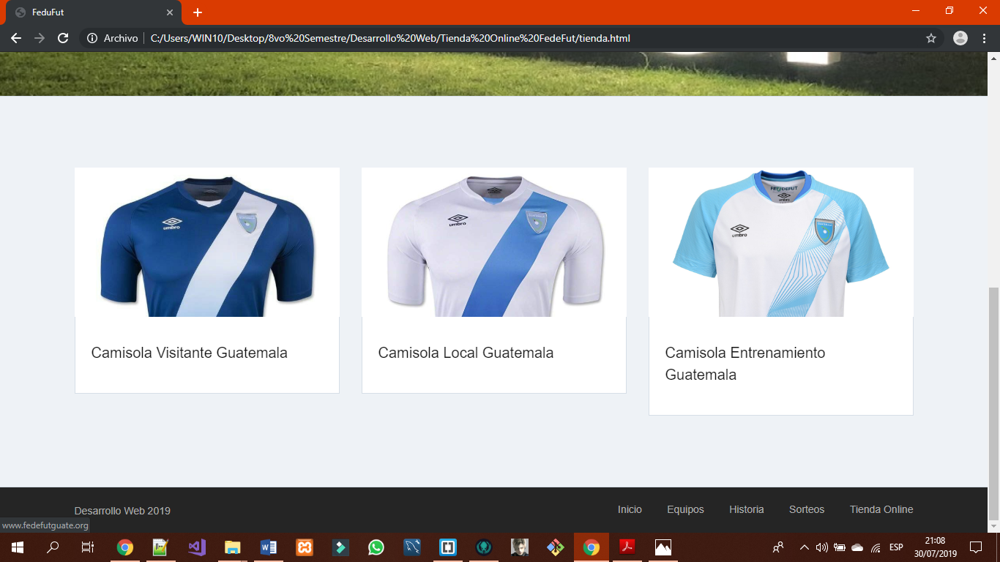 FeduFut
Archivo
C:/Users/WIN10/Desktop/8vo%20Semestre/Desarrollo%20Web/Tienda%20Online%20FedeFut/tienda.html
umbro
umbro
FEDEFUT
umbro
umbro
Camisola Visitante Guatemala
Camisola Local Guatemala
Camisola Entrenamiento
Guatemala
Desarrollo Web 2019
Inicio
Equipos
Historia
Sorteos
Tienda Online
www.fedefutguate.org
ESP
21:08
30/07/2019